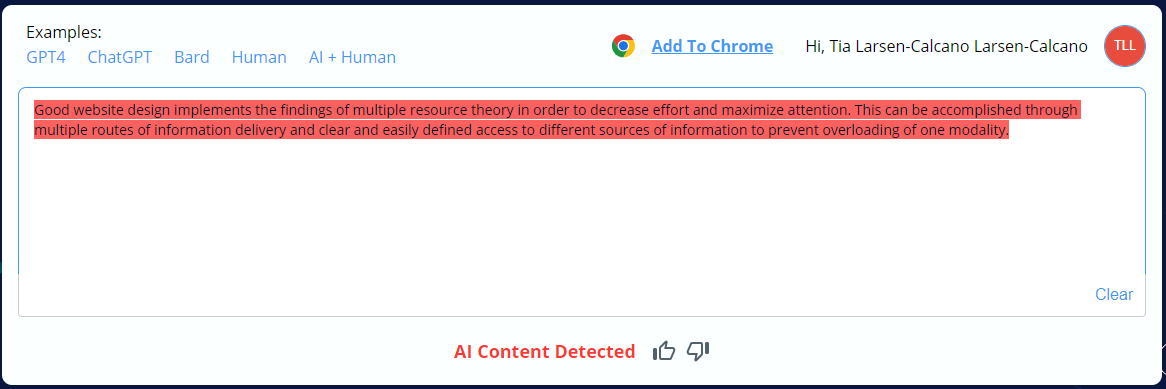 Examples:
GPT4 ChatGPT Bard Human AI + Human
Add To Chrome Hi, Tia Larsen-Calcano Larsen-Calcano TLL
Good website design implements the findings of multiple resource theory in order to decrease effort and maximize attention. This can be accomplished through
multiple routes of information delivery and clear and easily defined access to different sources of information to prevent overloading of one modality.
Clear
AI Content Detected